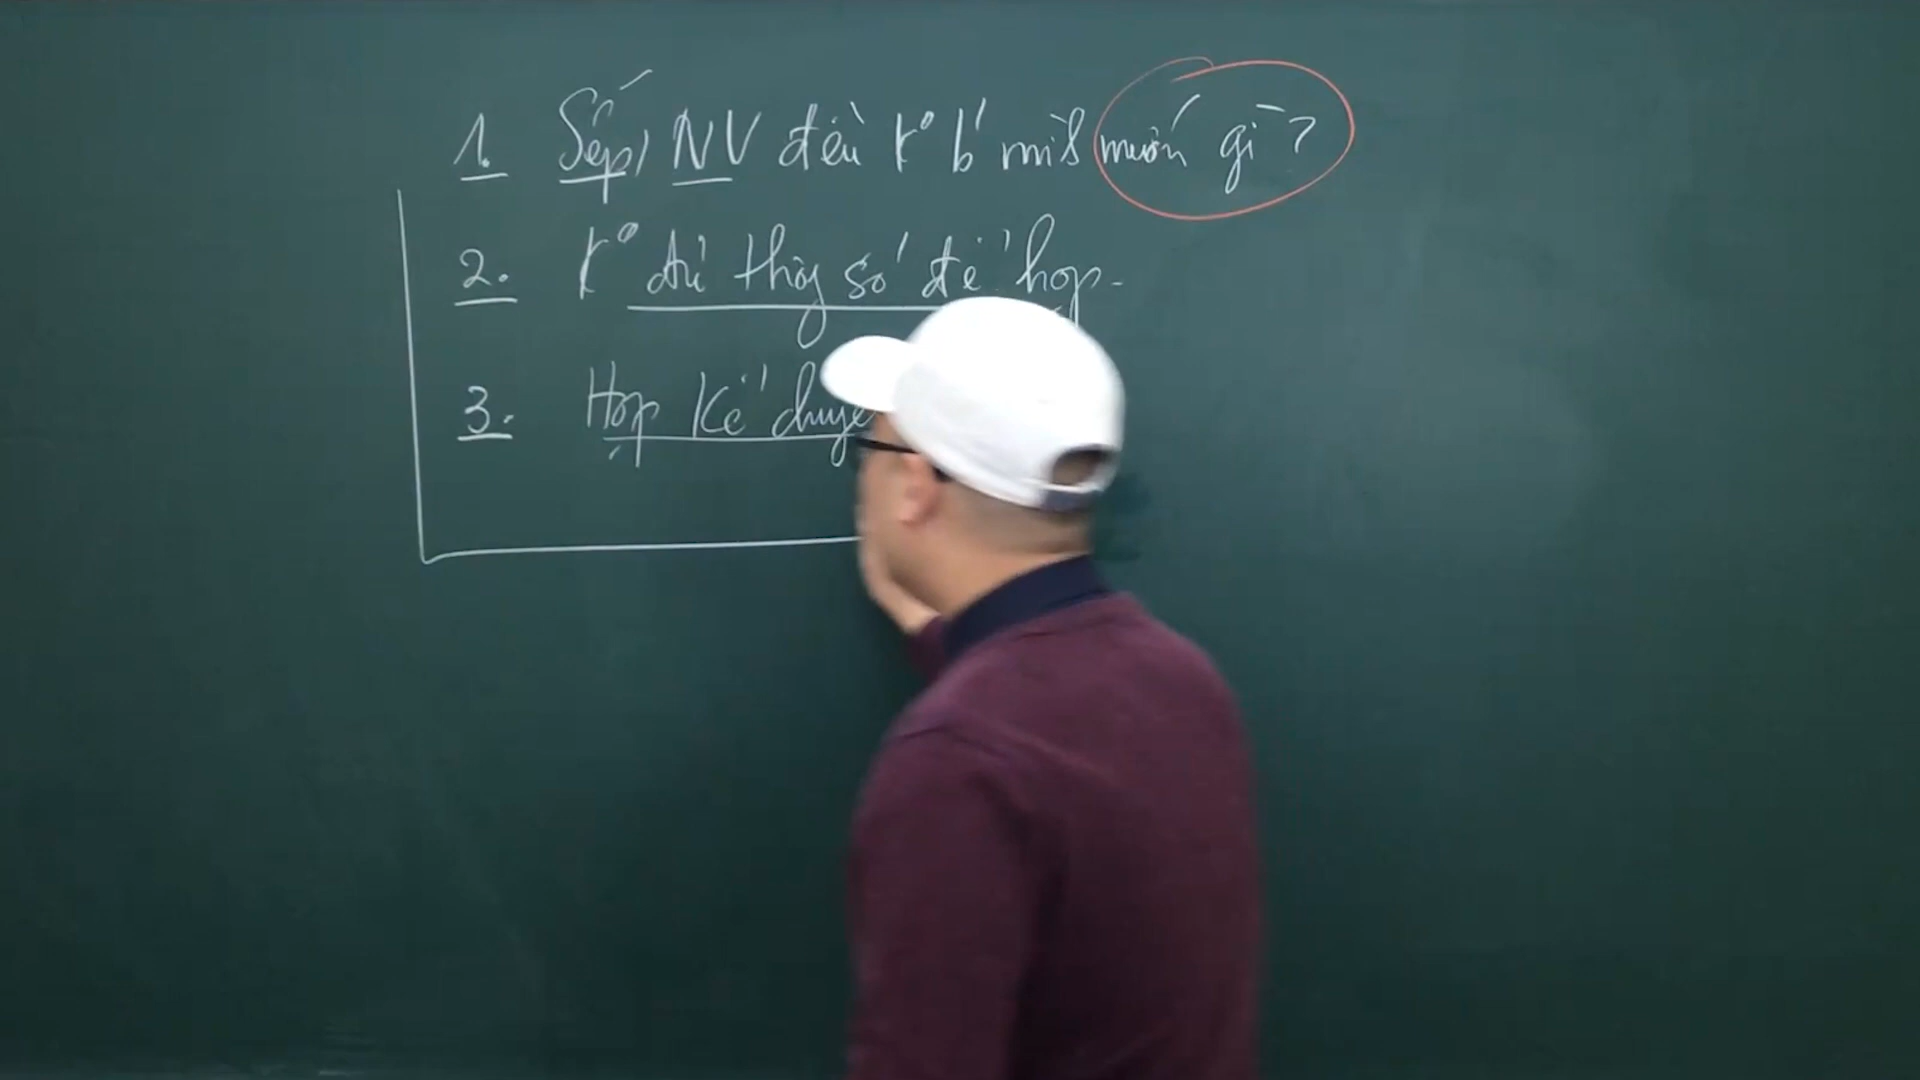 1. Sếp, NV đều k° b' mìh muốn gì?
2. k° đủ thôg số để họp.
3. Họp kể chuyệ